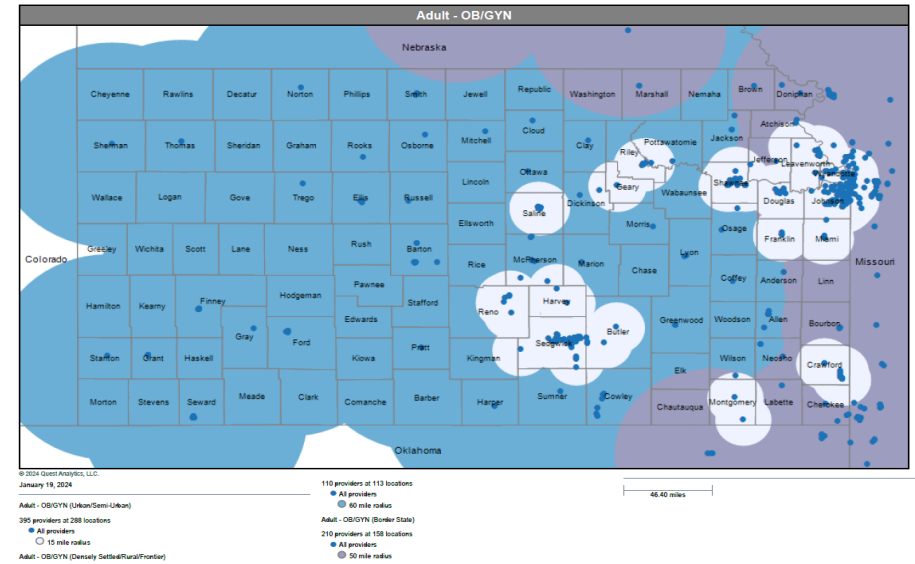 Adult - OB/GYN
Nebraska
Cheyenne Rawlins Decatur Norton Phillips Smith Jewell Republic Washington Marshall Nemaha Brown Doniphan
Sherman Thomas Sheridan Graham Rooks Osborne Mitchell Cloud Clay Riley Pottawatomie Jackson Atchison
Jefferson Leavenworth
Wyandotte
Wallace Logan Gove Trego Ellis Russell Lincoln Ottawa Dickinson Geary Wabaunsee Shawnee Douglas Johnson
Saline
Ellsworth Morris Osage Franklin Miami
Colorado Greeley Wichita Scott Lane Ness Rush Barton Rice McPherson Marion Chase Lyon Coffey Anderson Linn Missouri
Hamilton Kearny Finney Hodgeman Pawnee Stafford Reno Harvey Butler Greenwood Woodson Allen Bourbon
Gray Ford Edwards Sedgwick
Stanton Grant Haskell Kiowa Pratt Kingman Elk Wilson Neosho Crawford
Morton Stevens Seward Meade Clark Comanche Barber Harper Sumner Cowley Chautauqua Montgomery Labette Cherokee
Oklahoma
© 2024 Quest Analytics, LLC.
January 19, 2024
Adult - OB/GYN (Urban/Semi-Urban)
395 providers at 288 locations
All providers
15 mile radius
Adult - OB/GYN (Densely Settled/Rural/Frontier)
110 providers at 113 locations
All providers
60 mile radius
Adult - OB/GYN (Border State)
210 providers at 158 locations
All providers
50 mile radius
46.40 miles